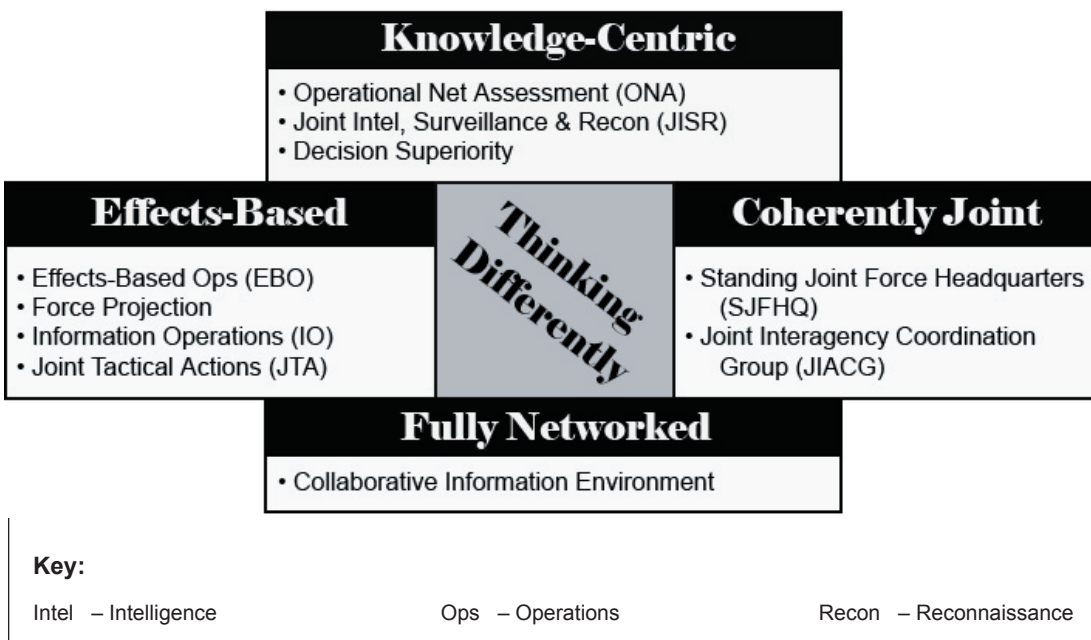 Knowledge-Centric
• Operational Net Assessment (ONA)
• Joint Intel, Surveillance & Recon (JISR)
• Decision Superiority
Effects-Based
• Effects-Based Ops (EBO)
• Force Projection
• Information Operations (IO)
• Joint Tactical Actions (JTA)
Thinking
Differently
Coherently Joint
• Standing Joint Force Headquarters
(SJFHQ)
• Joint Interagency Coordination
Group (JIACG)
Fully Networked
• Collaborative Information Environment
Key:
Intel – Intelligence Ops – Operations Recon – Reconnaissance